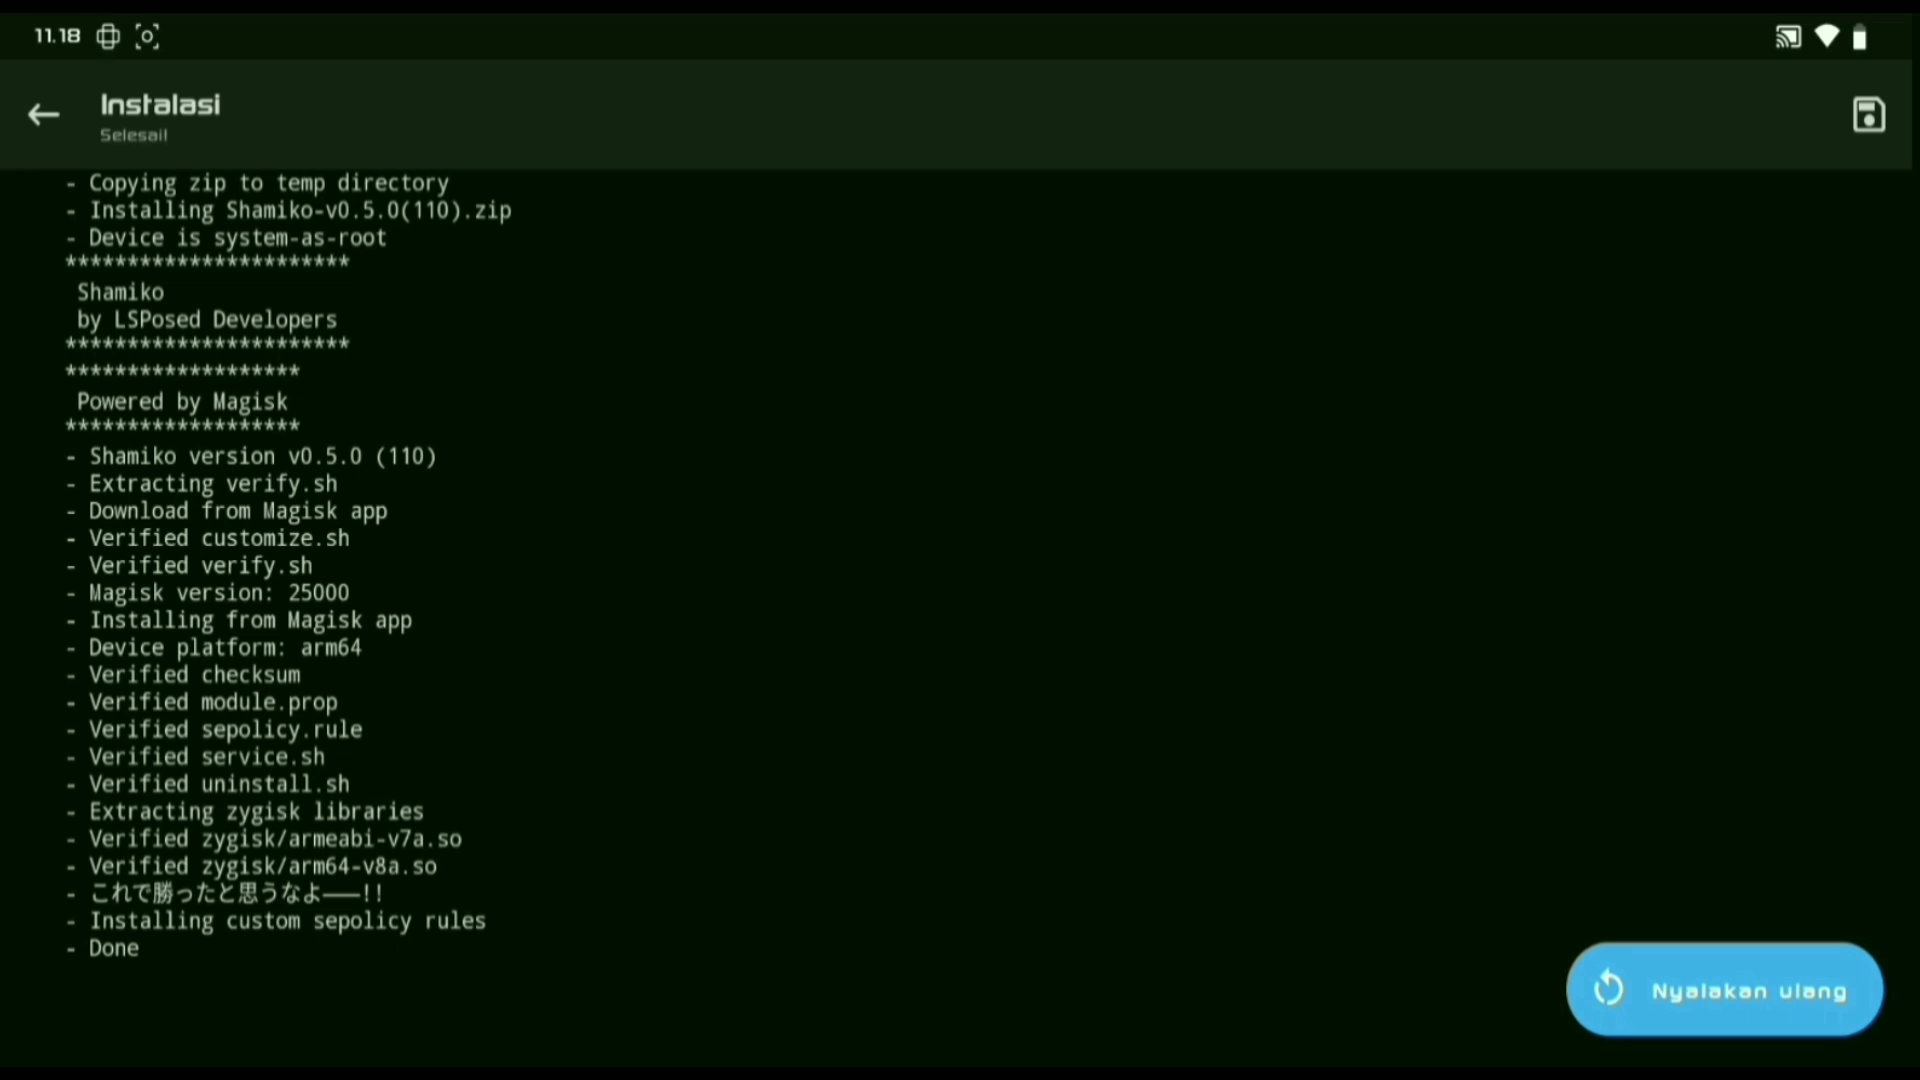 11.18
Instalasi
Selesai!
- Copying zip to temp directory
- Installing Shamiko-v0.5.0(110).zip
- Device is system-as-root
***********************
Shamiko
by LSPosed Developers
***********************
*******************
Powered by Magisk
*******************
- Shamiko version v0.5.0 (110)
- Extracting verify.sh
- Download from Magisk app
- Verified customize.sh
- Verified verify.sh
- Magisk version: 25000
- Installing from Magisk app
- Device platform: arm64
- Verified checksum
- Verified module.prop
- Verified sepolicy.rule
- Verified service.sh
- Verified uninstall.sh
- Extracting zygisk libraries
- Verified zygisk/armeabi-v7a.so
- Verified zygisk/arm64-v8a.so
- これで勝ったと思うなよ———!!
- Installing custom sepolicy rules
- Done
Nyalakan ulang